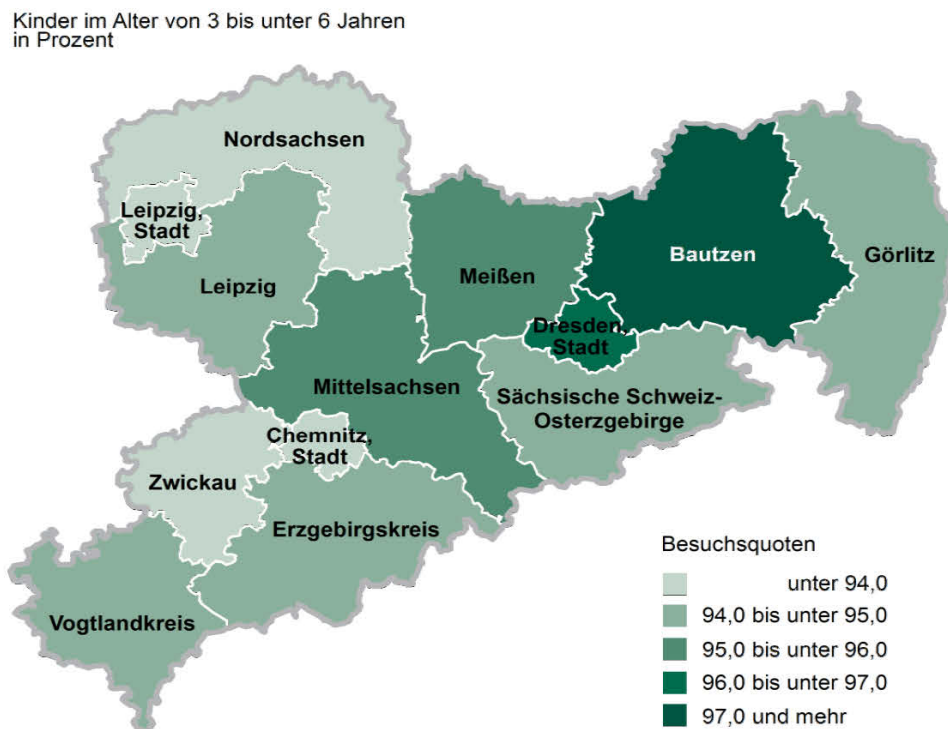 Kinder im Alter von 3 bis unter 6 Jahren
in Prozent
Nordsachsen
Leipzig,
Stadt
Leipzig
Meißen
Bautzen
Görlitz
Dresden,
Stadt
Mittelsachsen
Sächsische Schweiz-
Osterzgebirge
Chemnitz,
Stadt
Zwickau
Erzgebirgskreis
Vogtlandkreis
Besuchsquoten
unter 94,0
94,0 bis unter 95,0
95,0 bis unter 96,0
96,0 bis unter 97,0
97,0 und mehr